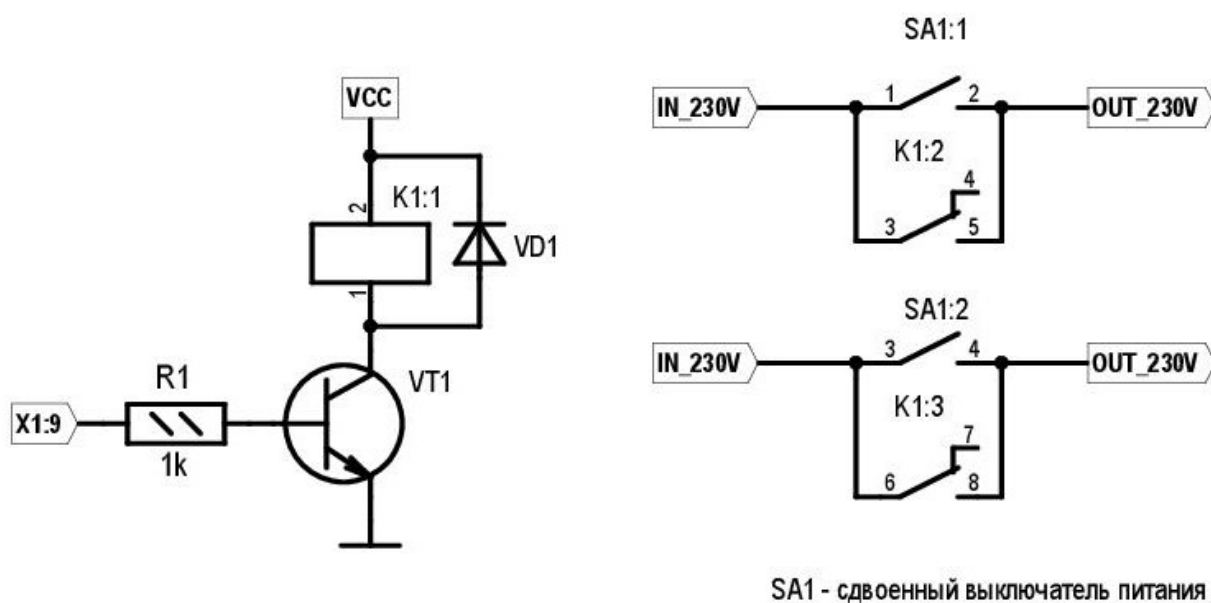 VCC
K1:1
2
1
VD1
VT1
R1
1k
X1:9
SA1:1
IN_230V
1
2
OUT_230V
K1:2
4
3
5
SA1:2
IN_230V
3
4
OUT_230V
K1:3
7
6
8
SA1 - сдвоенный выключатель питания